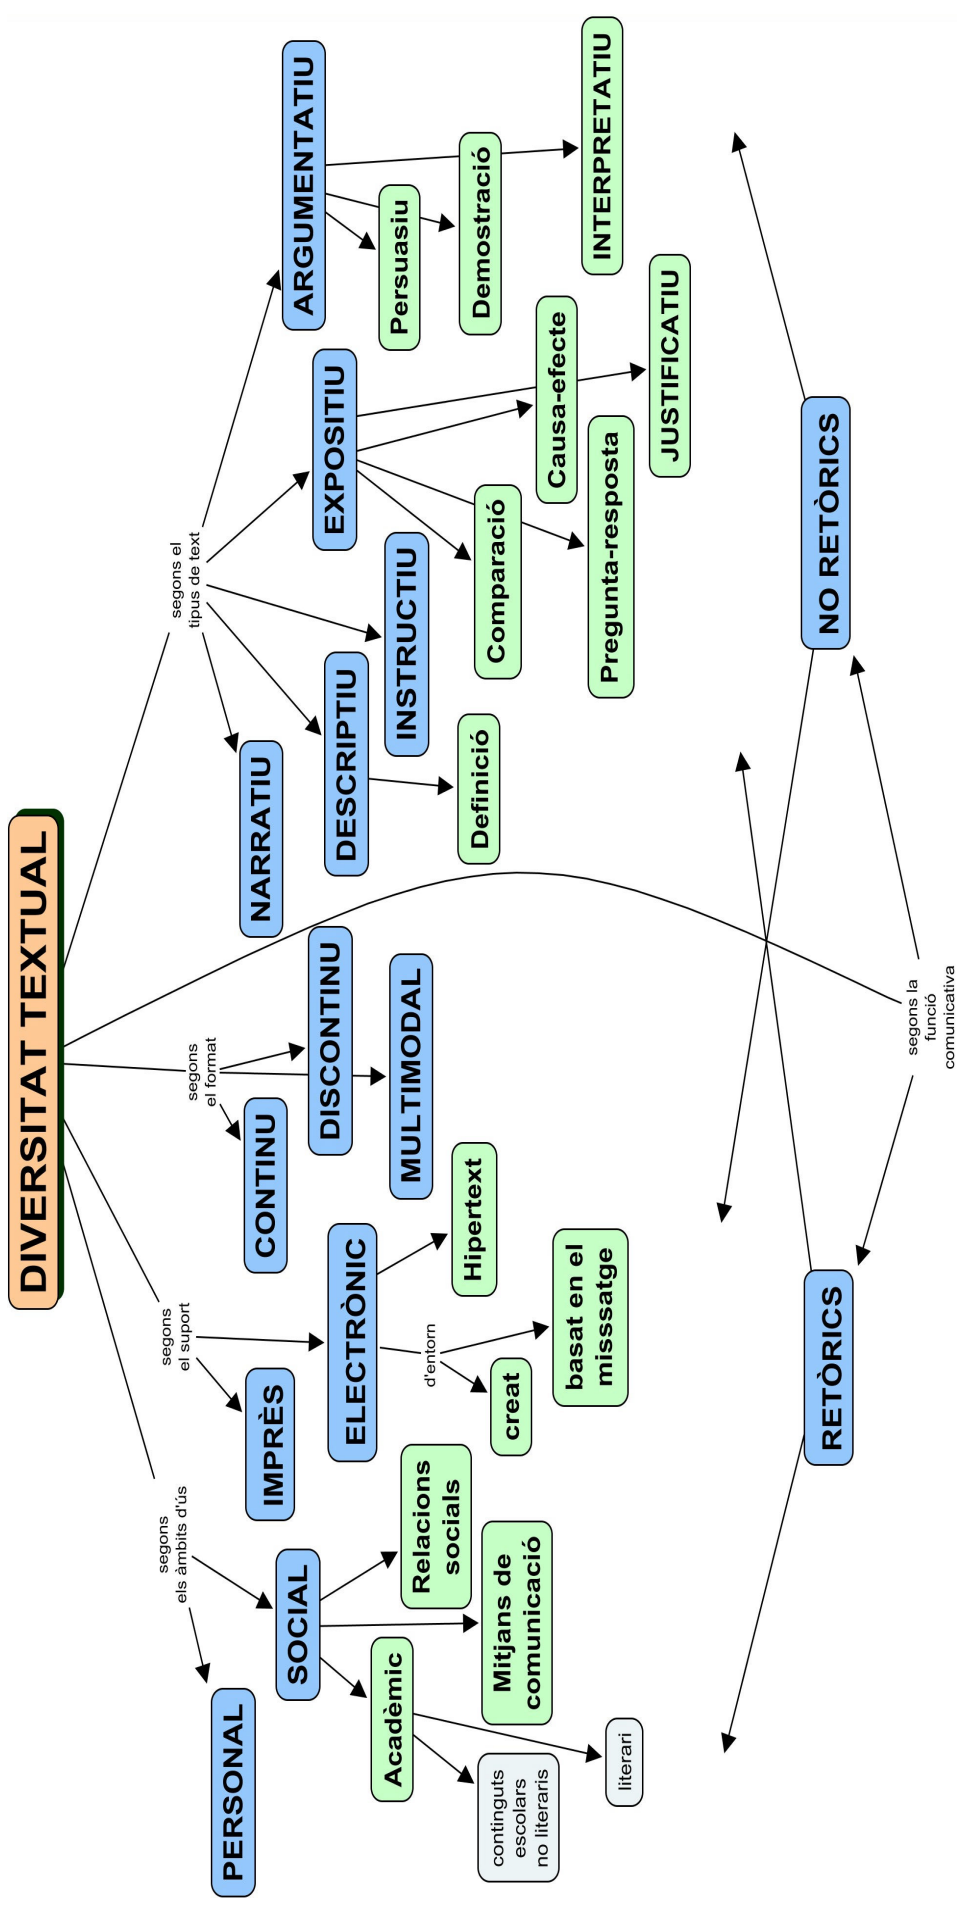 DIVERSITAT TEXTUAL
segons
els àmbits d'ús
PERSONAL
SOCIAL
Acadèmic
continguts
escolars
no literaris
literari
Mitjans de
comunicació
Relacions
socials
segons
el suport
IMPRÈS
ELECTRÒNIC
d'entorn
creat
basat en el
missssatge
Hipertext
segons
el format
CONTINU
DISCONTINU
MULTIMODAL
segons el
tipus de text
NARRATIU
DESCRIPTIU
Definició
INSTRUCTIU
EXPOSITIU
Comparació
Pregunta-resposta
Causa-efecte
JUSTIFICATIU
ARGUMENTATIU
Persuasiu
Demostració
INTERPRETATIU
segons la
funció
comunicativa
RETÒRICS
NO RETÒRICS